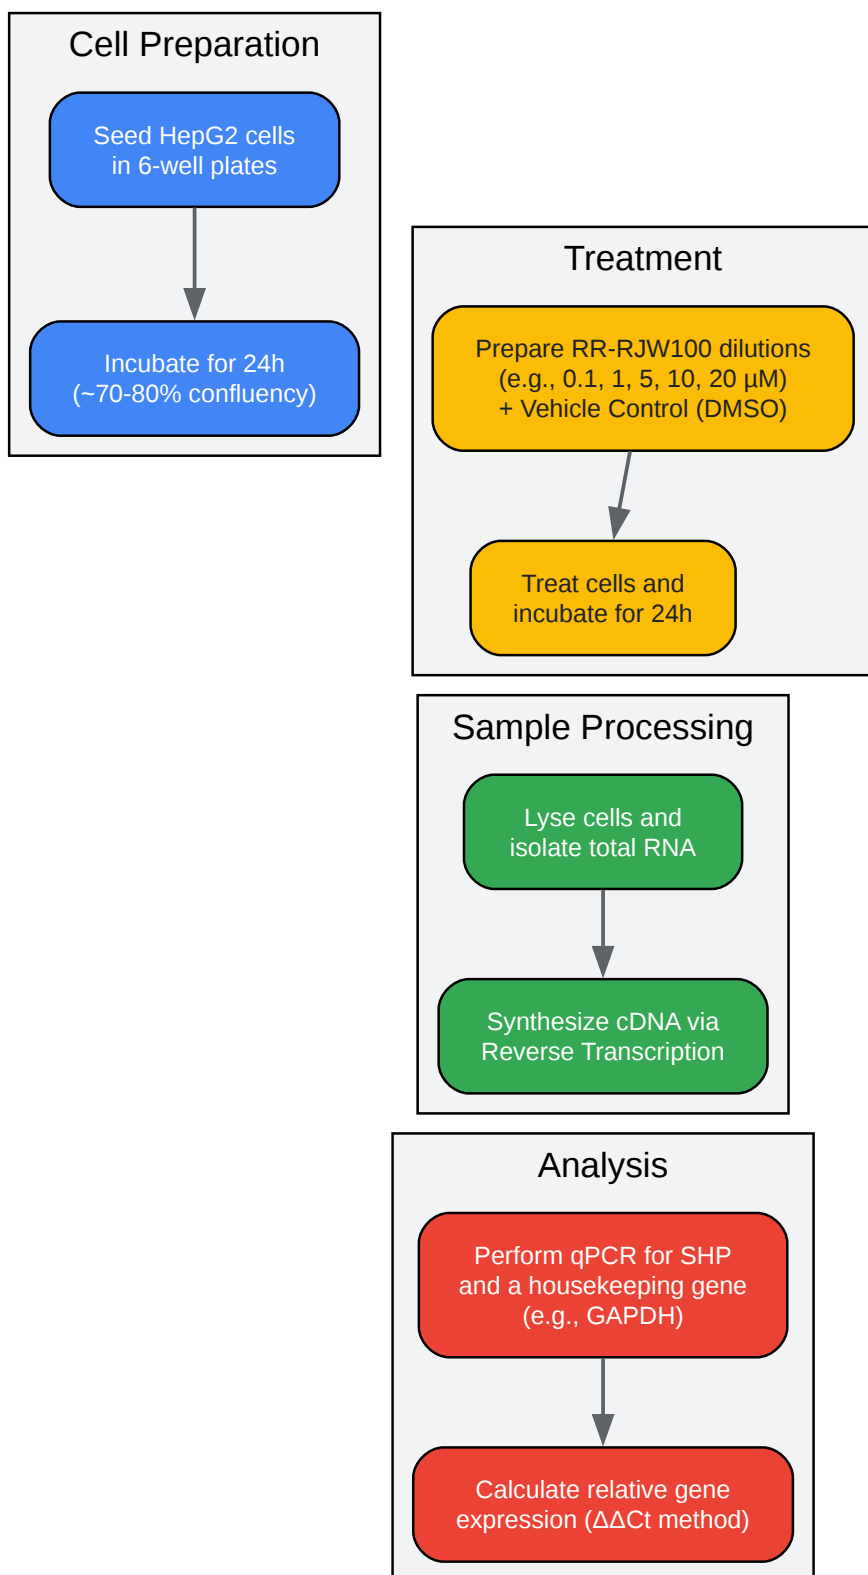 Cell Preparation
Seed HepG2 cells
in 6-well plates
Incubate for 24h
(~70-80% confluency)
Treatment
Prepare RR-RJW100 dilutions
(e.g., 0.1, 1, 5, 10, 20 µM)
+ Vehicle Control (DMSO)
Treat cells and
incubate for 24h
Sample Processing
Lyse cells and
isolate total RNA
Synthesize cDNA via
Reverse Transcription
Analysis
Perform qPCR for SHP
and a housekeeping gene
(e.g., GAPDH)
Calculate relative gene
expression (ΔΔCt method)